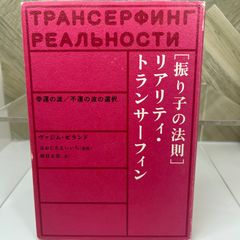 ТРАНСЕРФИНГ
РЕАЛЬНОСТИ
[振り子の法則]
リアリティ・
トランサーフィン
幸運の波／不運の波の選択
ヴァジム・ゼランド